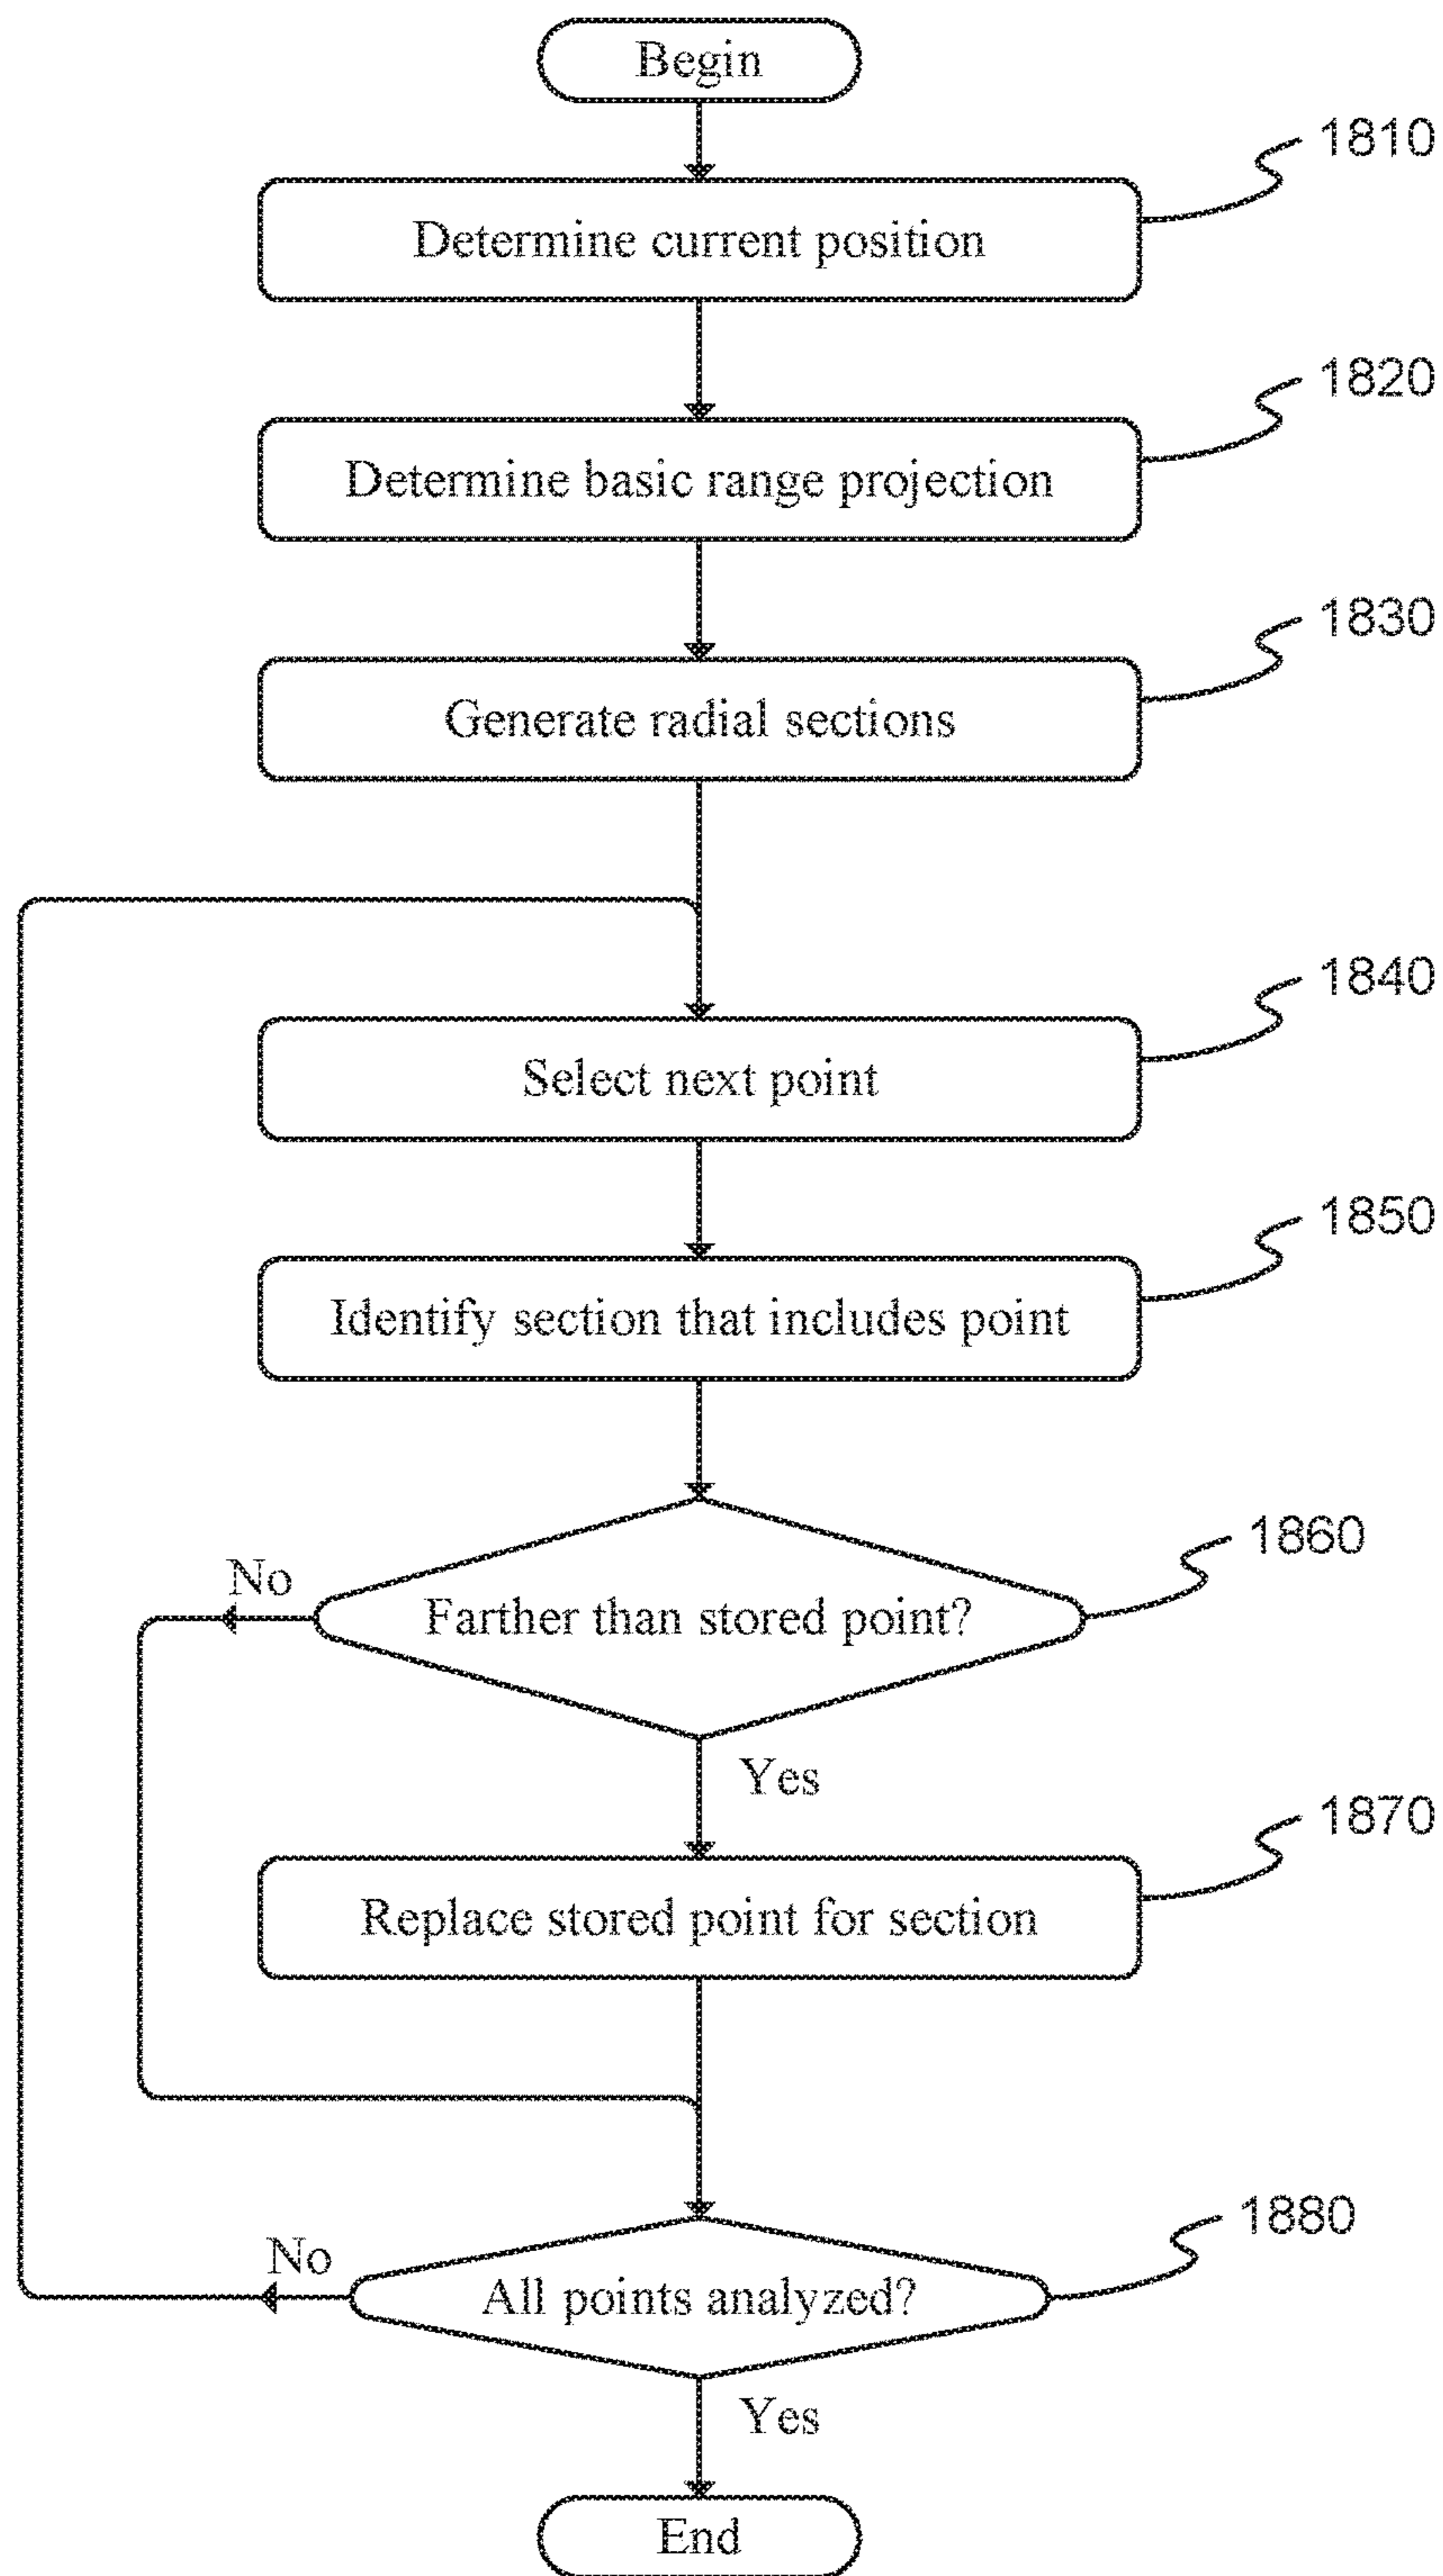 Begin
1810
Determine current position
1820
Determine basic range projection
1830
Generate radial sections
1840
Select next point
1850
Identify section that includes point
1860
No
Farther than stored point?
Yes
1870
Replace stored point for section
1880
No
All points analyzed?
Yes
End